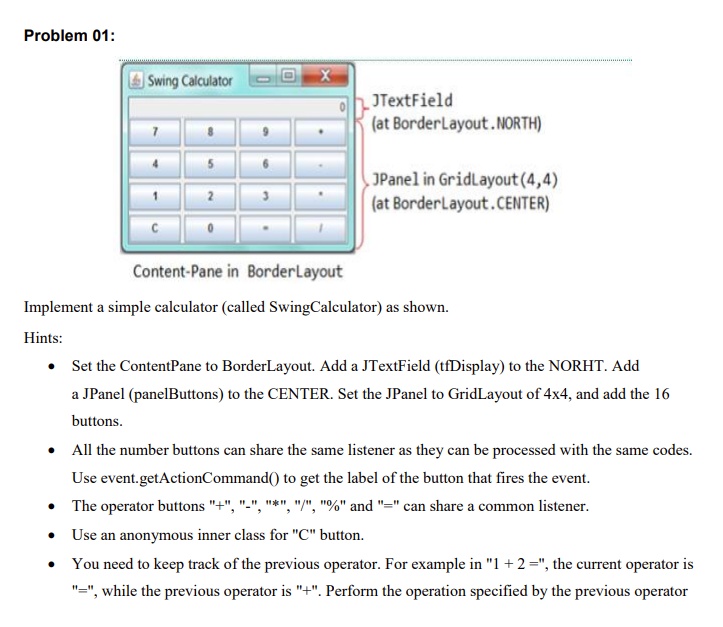 Problem 01:
Swing Calculator
0
JTextField
(at BorderLayout.NORTH)
7 8 9
4 5 6 -
JPanel in GridLayout(4,4)
1 2 3
(at BorderLayout.CENTER)
C 0 /
Content-Pane in BorderLayout
Implement a simple calculator (called SwingCalculator) as shown.
Hints:
• Set the ContentPane to BorderLayout. Add a JTextField (tfDisplay) to the NORHT. Add
a JPanel (panelButtons) to the CENTER. Set the JPanel to GridLayout of 4x4, and add the 16
buttons.
• All the number buttons can share the same listener as they can be processed with the same codes.
Use event.getActionCommand() to get the label of the button that fires the event.
• The operator buttons "+", "-", "*", "/", "%" and "=" can share a common listener.
• Use an anonymous inner class for "C" button.
• You need to keep track of the previous operator. For example in "1 + 2 =", the current operator is
"=", while the previous operator is "+". Perform the operation specified by the previous operator